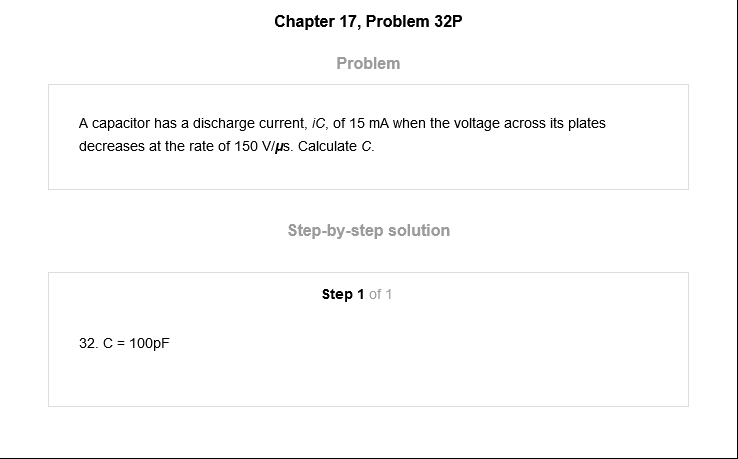 Chapter 17, Problem 32P
Problem
A capacitor has a discharge current, iC, of 15 mA when the voltage across its plates
decreases at the rate of 150 V/μs. Calculate C.
Step-by-step solution
Step 1 of 1
32. C = 100pF